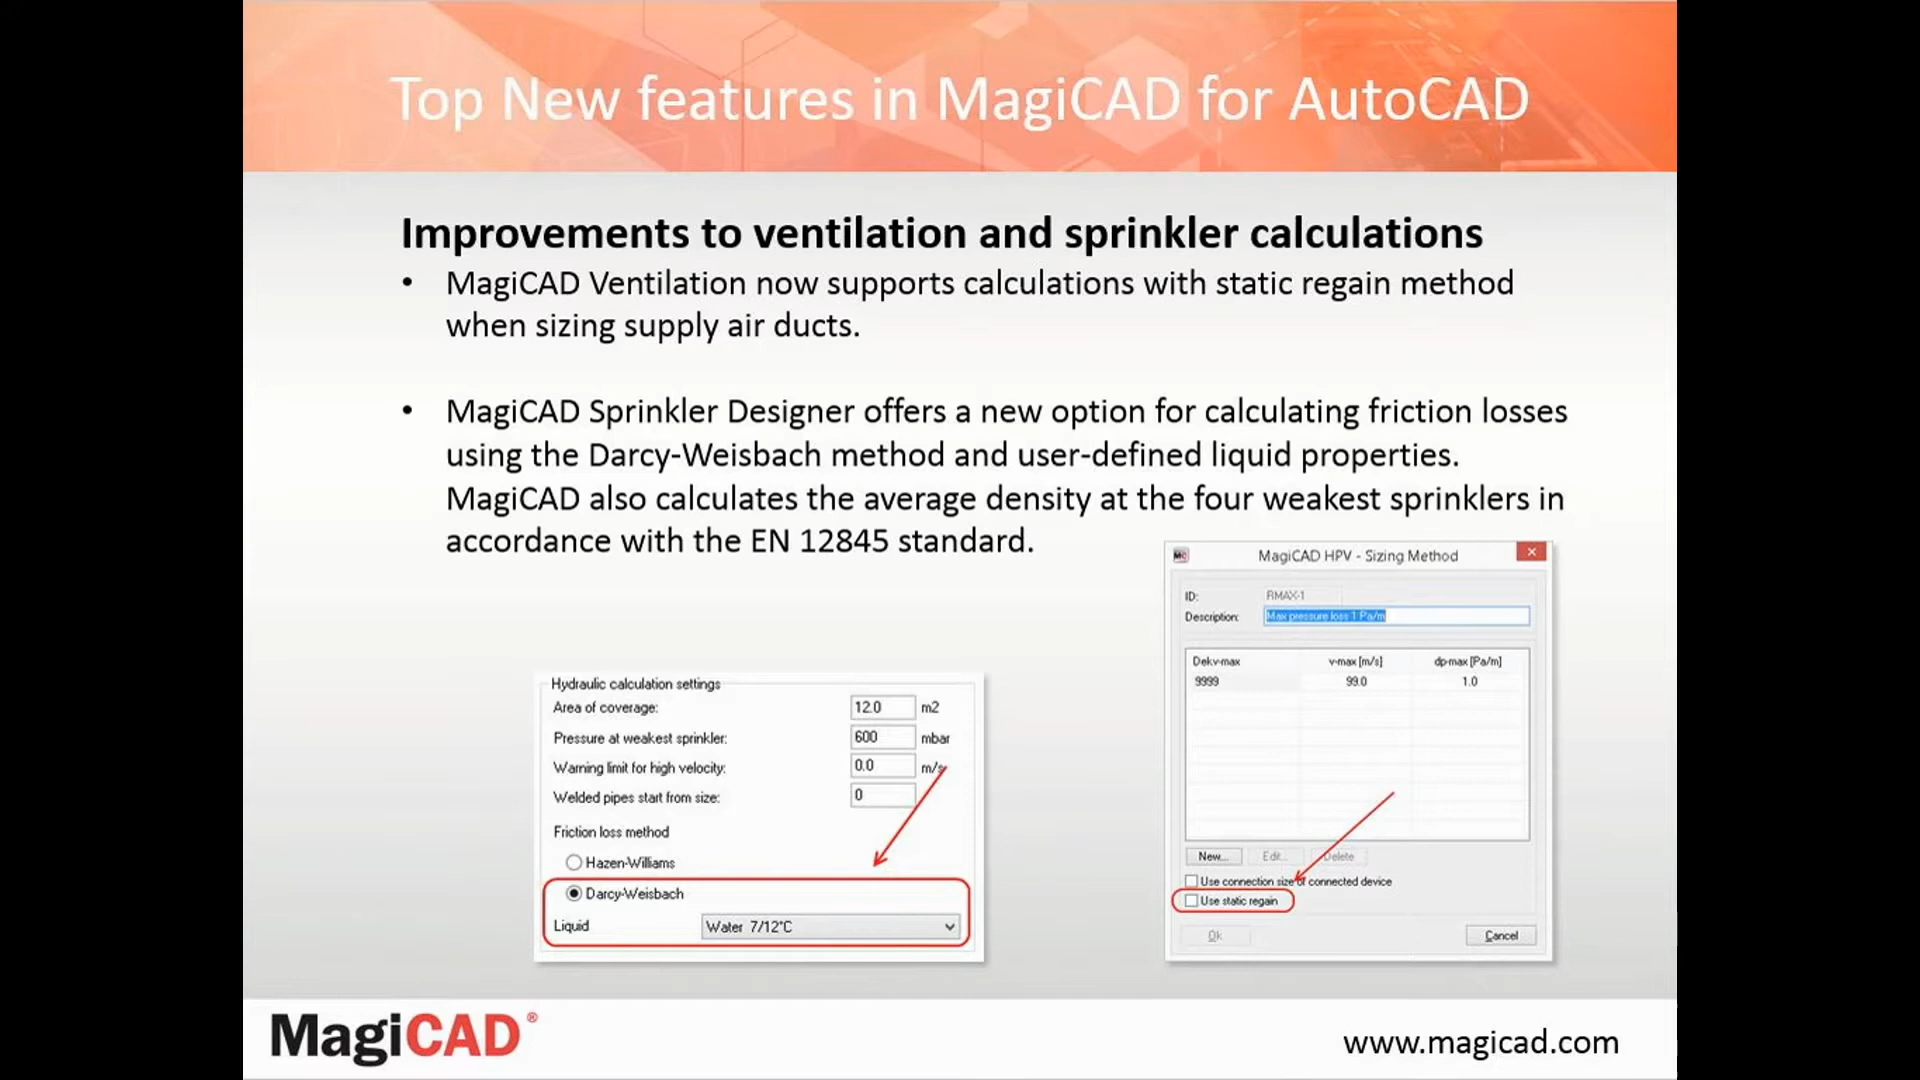 Top New features in MagiCAD for AutoCAD
Improvements to ventilation and sprinkler calculations
• MagiCAD Ventilation now supports calculations with static regain method
when sizing supply air ducts.
• MagiCAD Sprinkler Designer offers a new option for calculating friction losses
using the Darcy-Weisbach method and user-defined liquid properties.
MagiCAD also calculates the average density at the four weakest sprinklers in
accordance with the EN 12845 standard.
Hydraulic calculation settings
Area of coverage: 12.0 m2
Pressure at weakest sprinkler: 600 mbar
Warning limit for high velocity: 0.0 m/s
Welded pipes start from size: 0
Friction loss method
Hazen-Williams
Darcy-Weisbach
Liquid Water 7/12°C
MC MagiCAD HPV - Sizing Method
ID: RMAX-1
Description: Max pressure loss 1 Pa/m
Dekv-max v-max [m/s] dp-max [Pa/m]
9999 99.0 1.0
New... Edit... Delete
Use connection size of connected device
Use static regain
Ok Cancel
MagiCAD®
www.magicad.com